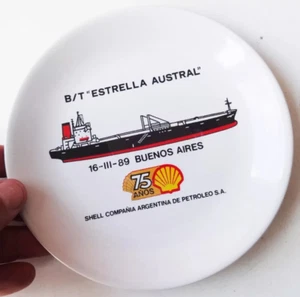 B/T "ESTRELLA AUSTRAL"
16-III-89 BUENOS AIRES
75
AÑOS
SHELL COMPAÑIA ARGENTINA DE PETROLEO S.A.